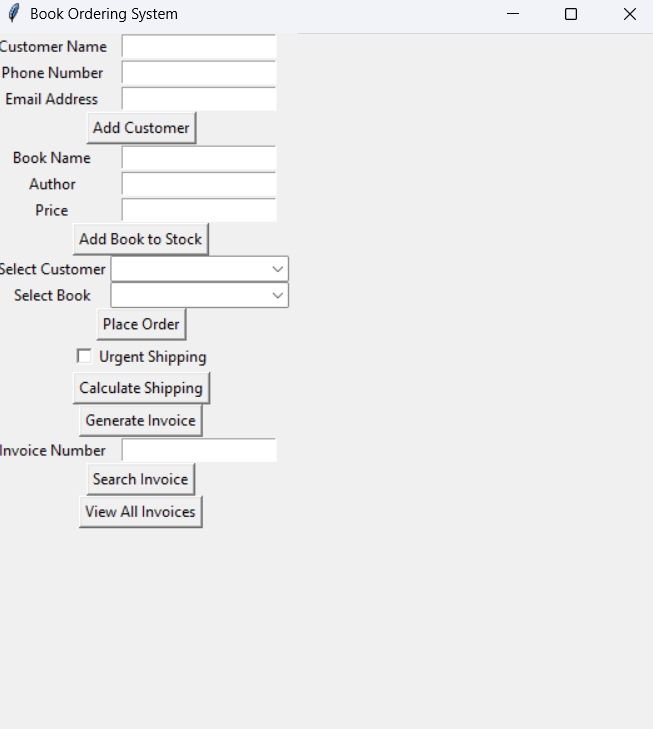 Book Ordering System
Customer Name
Phone Number
Email Address
Add Customer
Book Name
Author
Price
Add Book to Stock
Select Customer
Select Book
Place Order
Urgent Shipping
Calculate Shipping
Generate Invoice
Invoice Number
Search Invoice
View All Invoices